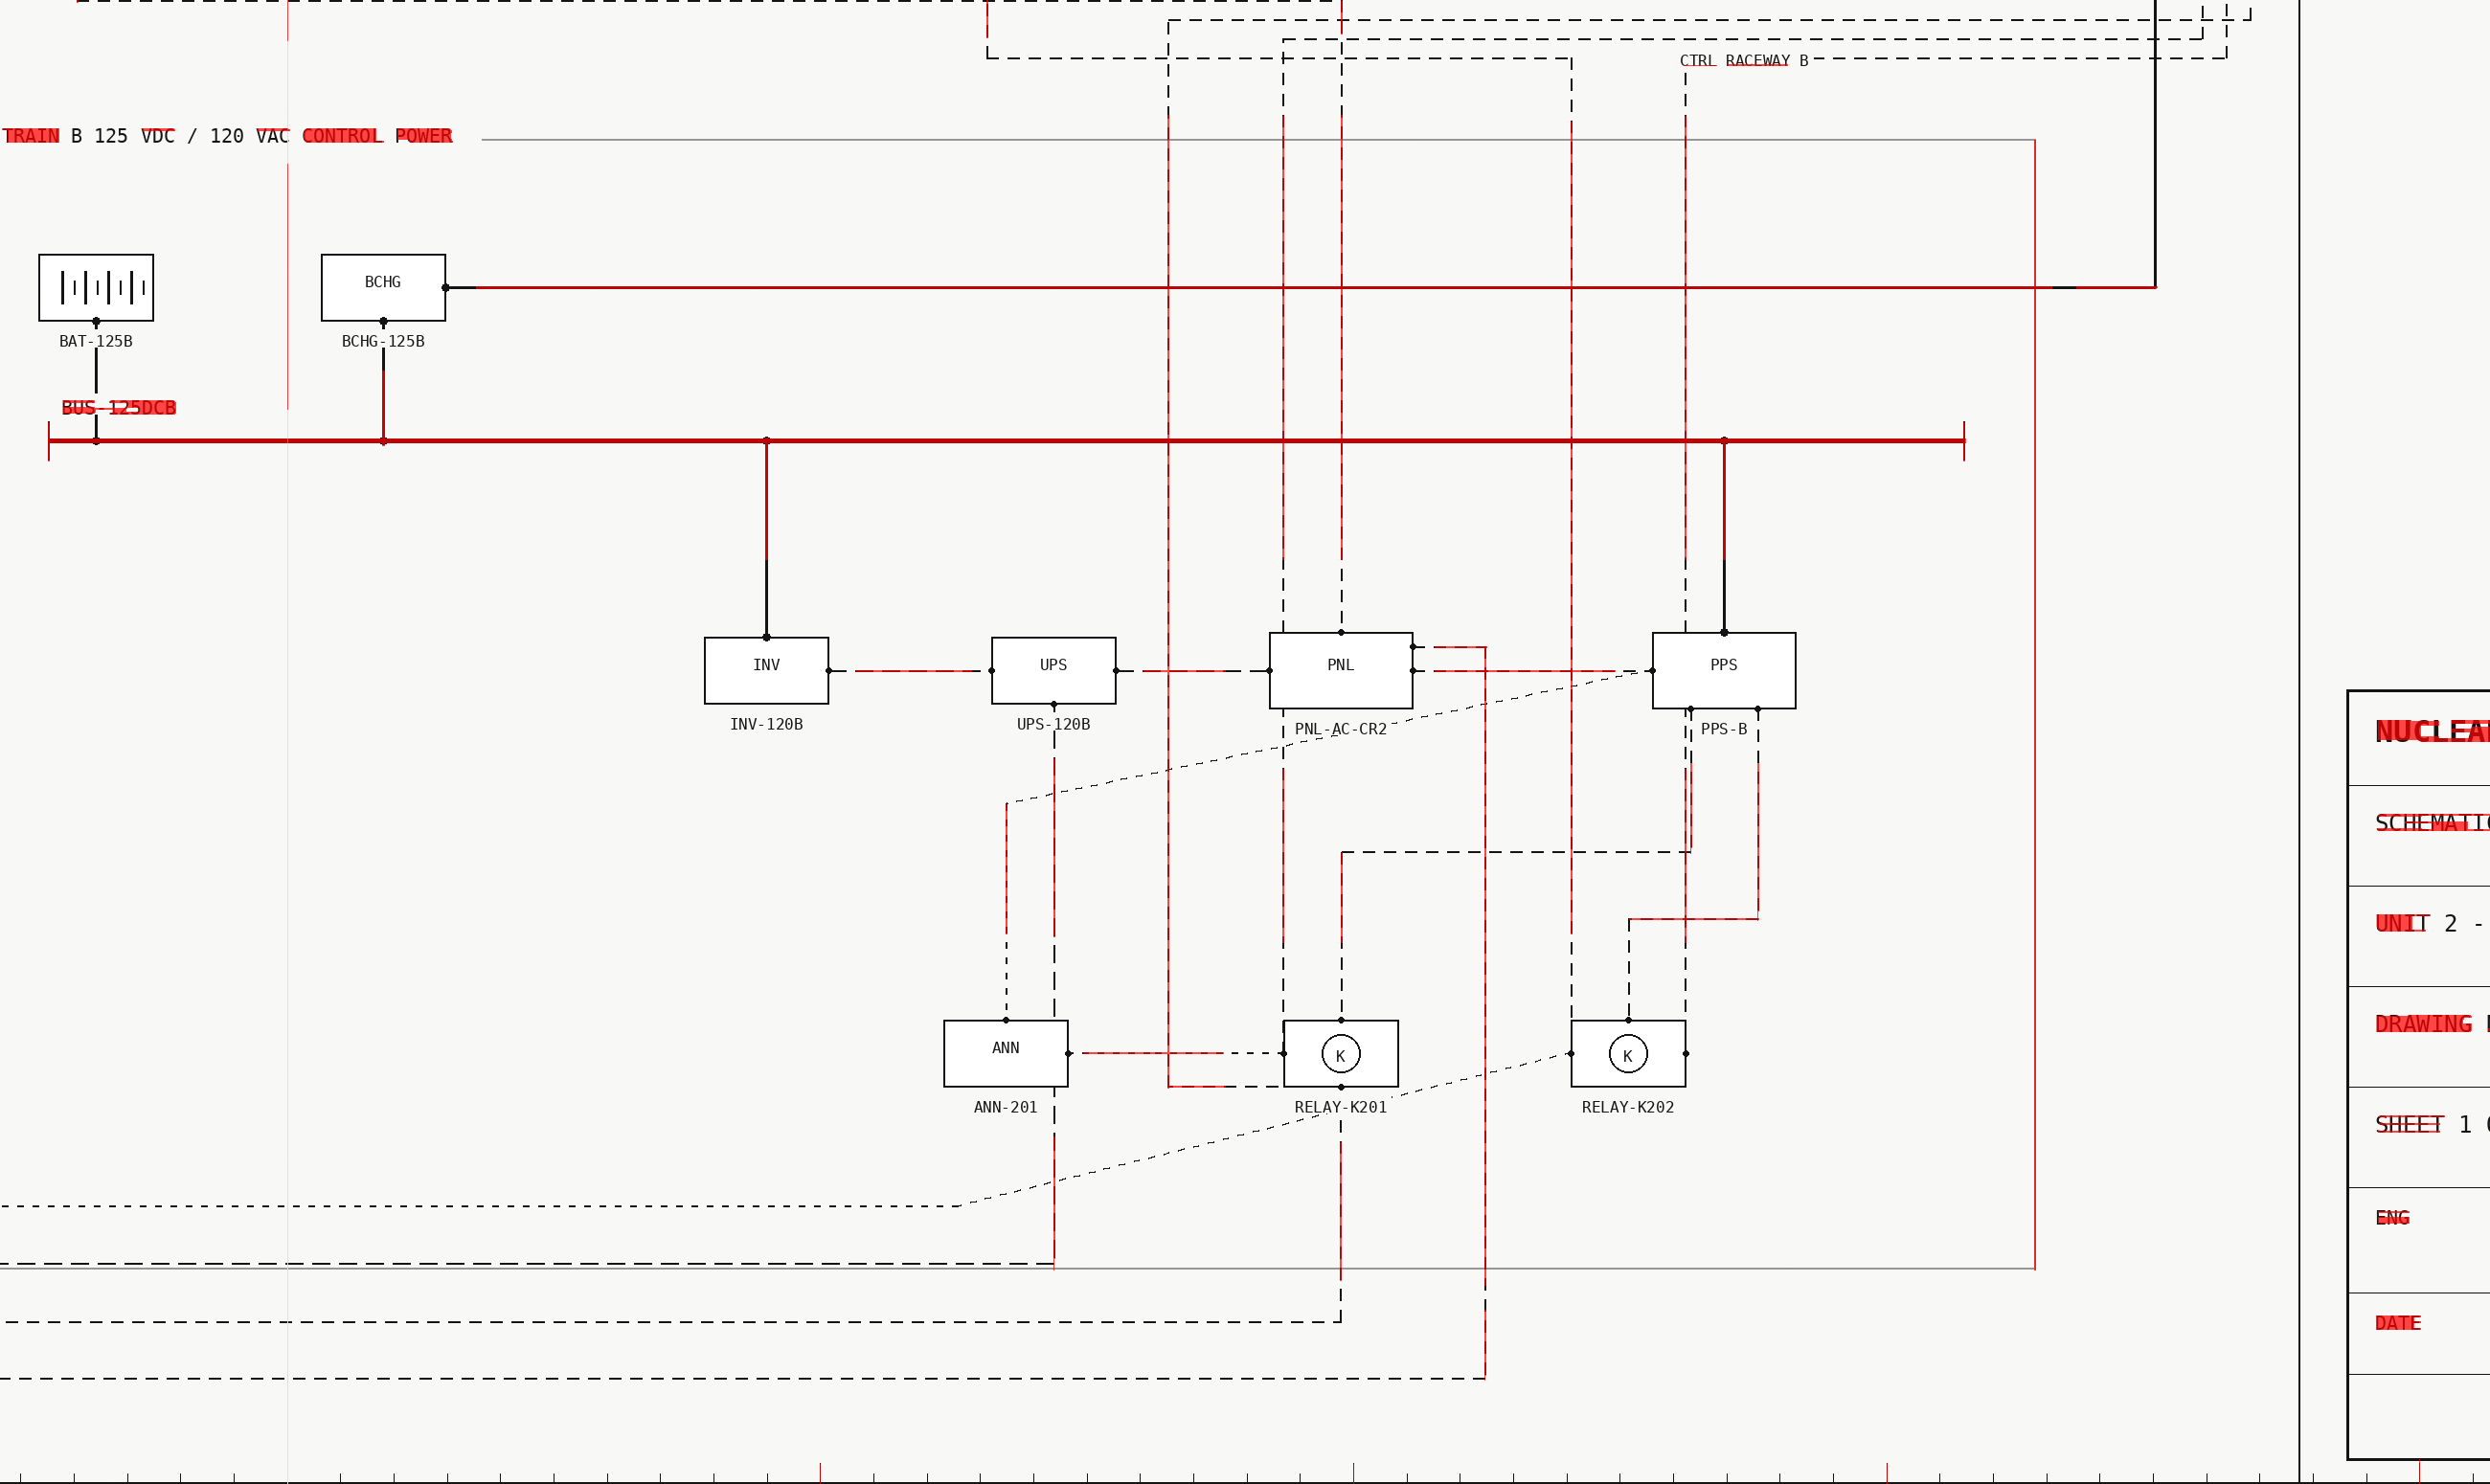 CTRL RACEWAY B
TRAIN B 125 VDC / 120 VAC CONTROL POWER
BCHG
BAT-125B
BCHG-125B
BUS-125DCB
INV
UPS
PNL
PPS
INV-120B
UPS-120B
PNL-AC-CR2
PPS-B
NUCLEAR
SCHEMATIC
UNIT 2 -
DRAWING
ANN
K
K
ANN-201
RELAY-K201
RELAY-K202
SHEET 1
ENG
DATE